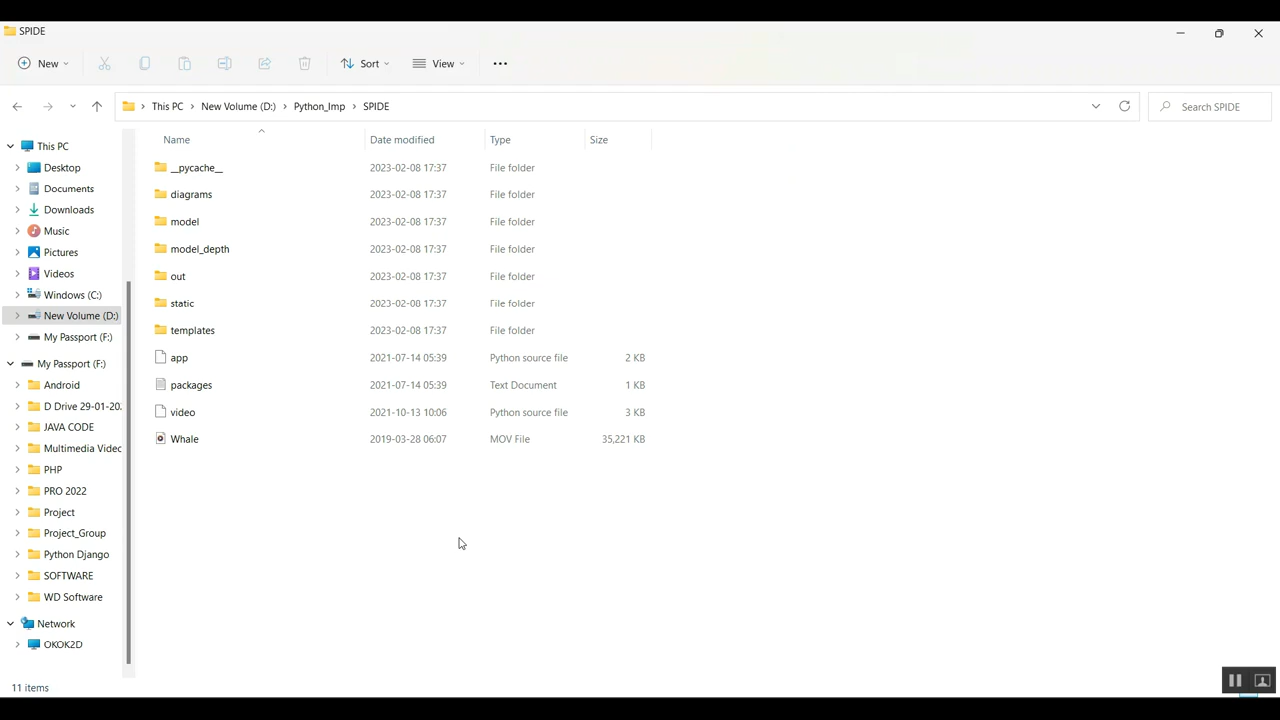 SPIDE
New
Sort
View
This PC
New Volume (D:)
Python_Imp
SPIDE
Search SPIDE
This PC
Desktop
Documents
Downloads
Music
Pictures
Videos
Windows (C:)
New Volume (D:)
My Passport (F:)
My Passport (F:)
Android
D Drive 29-01-20
JAVA CODE
Multimedia Videc
PHP
PRO 2022
Project
Project_Group
Python Django
SOFTWARE
WD Software
Network
OKOK2D
Name Date modified Type Size
__pycache__ 2023-02-08 17:37 File folder
diagrams 2023-02-08 17:37 File folder
model 2023-02-08 17:37 File folder
model_depth 2023-02-08 17:37 File folder
out 2023-02-08 17:37 File folder
static 2023-02-08 17:37 File folder
templates 2023-02-08 17:37 File folder
app 2021-07-14 05:39 Python source file 2 KB
packages 2021-07-14 05:39 Text Document 1 KB
video 2021-10-13 10:06 Python source file 3 KB
Whale 2019-03-28 06:07 MOV File 35,221 KB
11 items